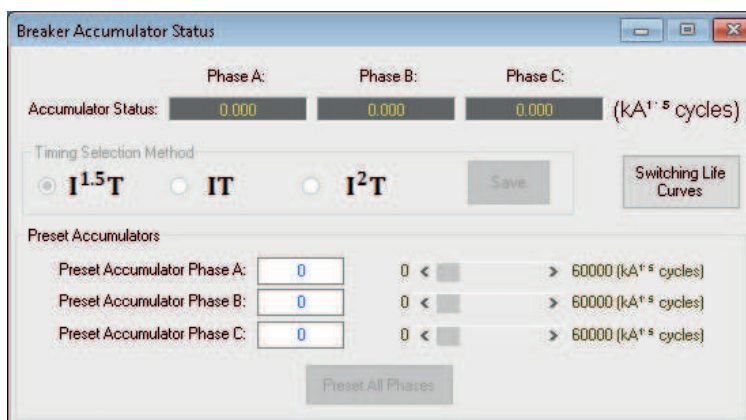 Breaker Accumulator Status
Phase A: Phase B: Phase C:
Accumulator Status: 0.000 0.000 0.000 (kA¹·⁵ cycles)
Timing Selection Method
I¹·⁵T IT I²T Save
Switching Life
Curves
Preset Accumulators
Preset Accumulator Phase A: 0 0 < > 60000 (kA¹·⁵ cycles)
Preset Accumulator Phase B: 0 0 < > 60000 (kA¹·⁵ cycles)
Preset Accumulator Phase C: 0 0 < > 60000 (kA¹·⁵ cycles)
Preset All Phases